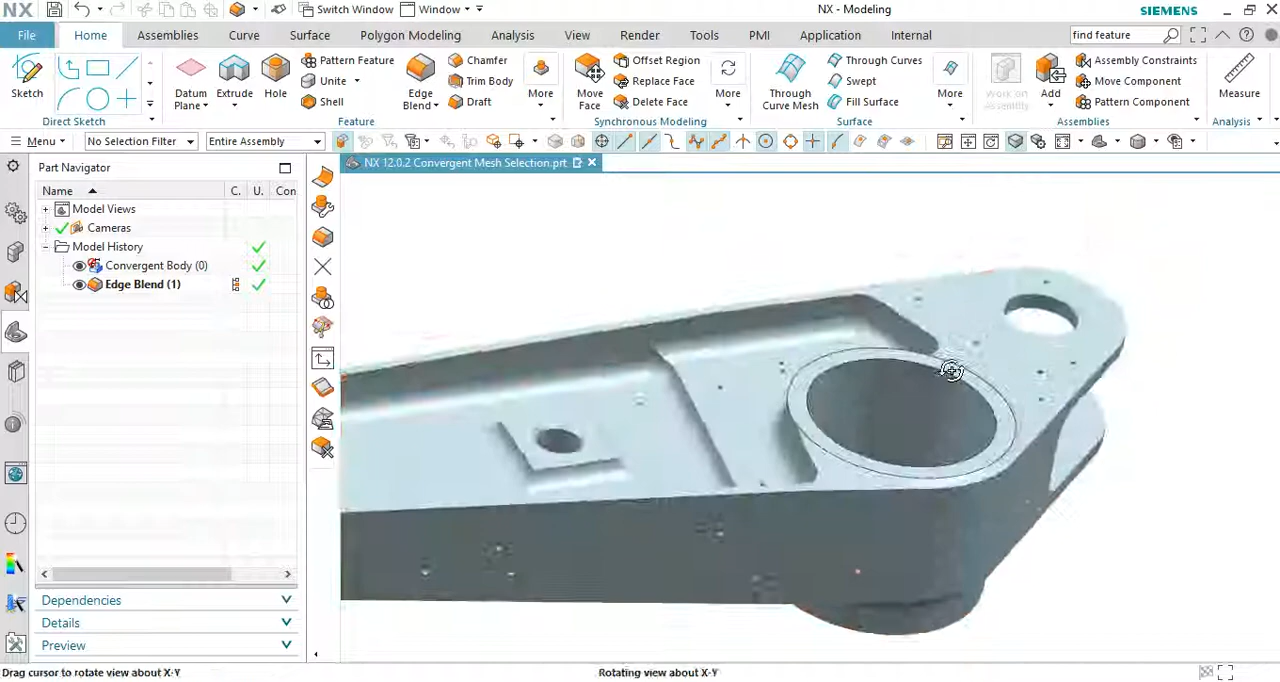 NX Switch Window Window NX - Modeling SIEMENS
File Home Assemblies Curve Surface Polygon Modeling Analysis View Render Tools PMI Application Internal find feature
Sketch Datum Plane Extrude Hole Pattern Feature Unite Shell Edge Blend Chamfer Trim Body Draft More Move Face Offset Region Replace Face Delete Face More Through Curve Mesh Through Curves Swept Fill Surface More Work on Assembly Add Assembly Constraints Move Component Pattern Component Measure
Direct Sketch Feature Synchronous Modeling Surface Assemblies Analysis
Menu No Selection Filter Entire Assembly
Part Navigator NX 12.0.2 Convergent Mesh Selection.prt
Name C. U. Con
Model Views
Cameras
Model History
Convergent Body (0)
Edge Blend (1)
Dependencies
Details
Preview
Drag cursor to rotate view about X-Y Rotating view about X-Y